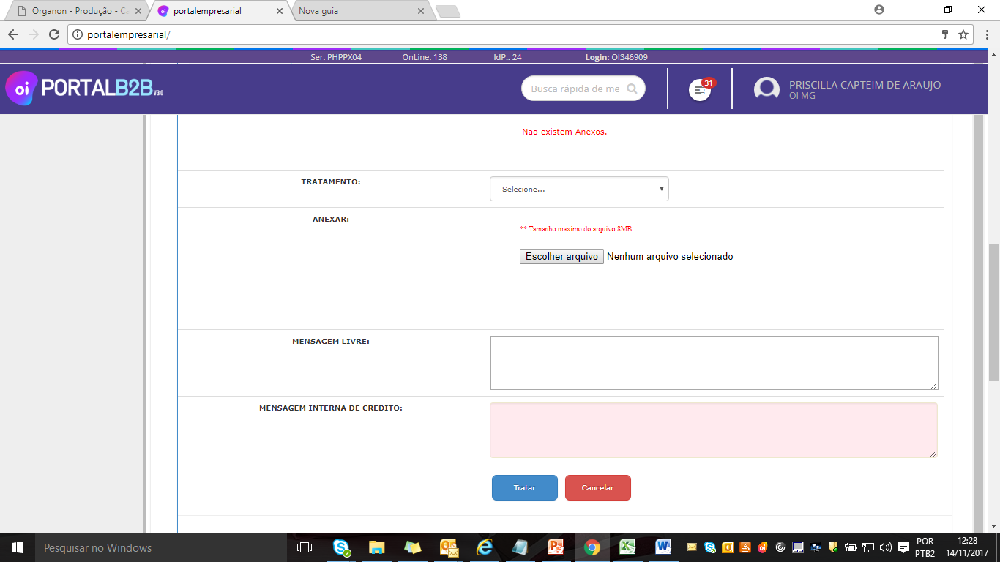 Organon - Produção - Ca
portalempresarial
Nova guia
portalempresarial/
Ser: PHPPX04 OnLine: 138 IdP:: 24 Login: OI346909
oi PORTALB2B V3.0
Busca rápida de me
31
PRISCILLA CAPTEIM DE ARAUJO
OI MG
Nao existem Anexos.
TRATAMENTO: Selecione...
ANEXAR:
** Tamanho maximo do arquivo 8MB
Escolher arquivo Nenhum arquivo selecionado
MENSAGEM LIVRE:
MENSAGEM INTERNA DE CREDITO:
Tratar Cancelar
Pesquisar no Windows
POR
PTB2
12:28
14/11/2017